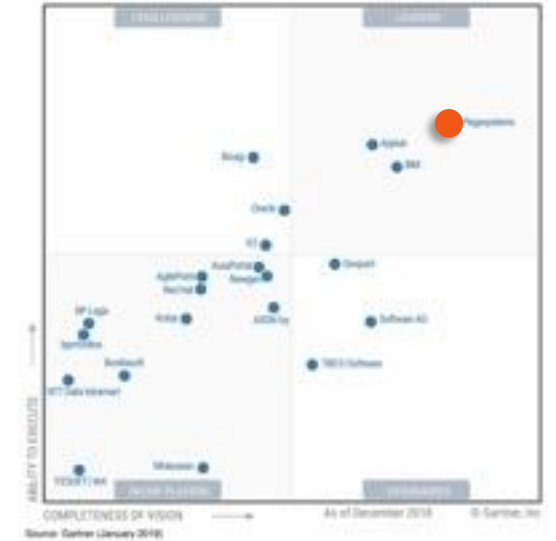 CHALLENGERS
LEADERS
Pegasystems
Appian
IBM
Bizagi
Oracle
K2
AuraPortal
Newgen
AgilePoint
Genpact
Software AG
TIBCO Software
BP Logix
Bonitasoft
NTT Data Intramart
NICHE PLAYERS
VISIONARIES
ABILITY TO EXECUTE
COMPLETENESS OF VISION
As of December 2018
© Gartner, Inc
Source: Gartner (January 2019)